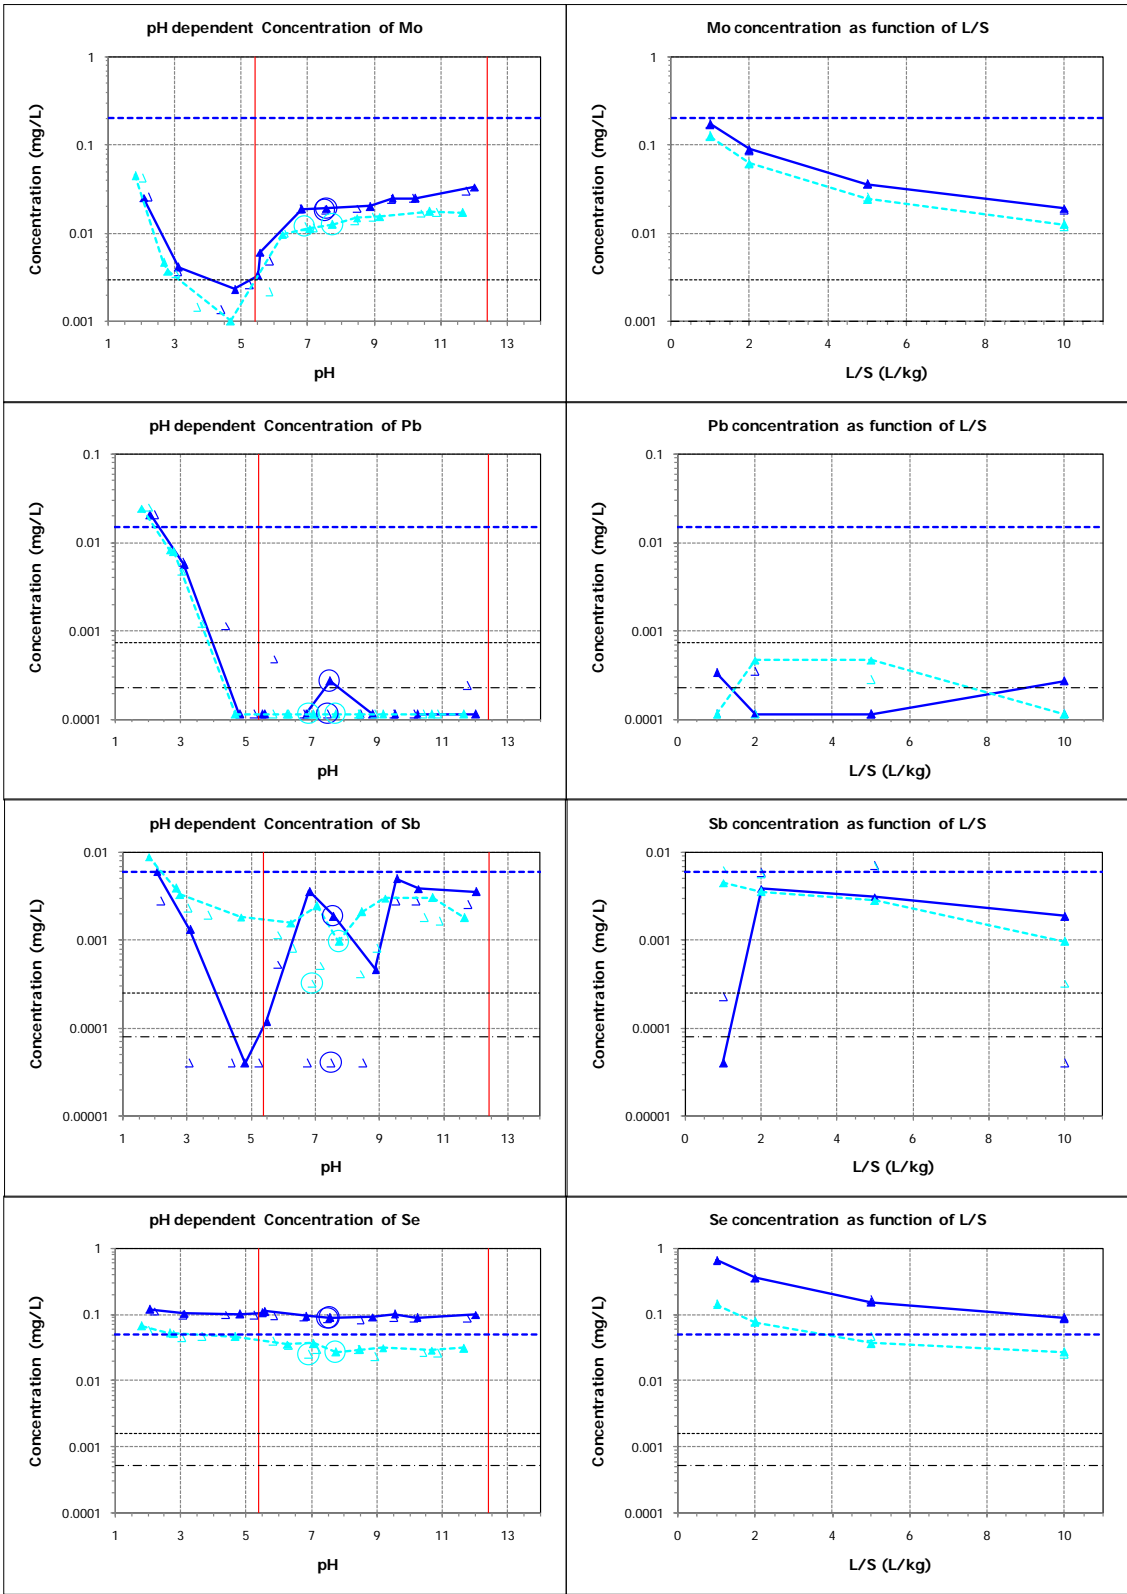 pH dependent Concentration of Mo
Concentration (mg/L)
1
0.1
0.01
0.001
1 3 5 7 9 11 13
pH
Mo concentration as function of L/S
Concentration (mg/L)
1
0.1
0.01
0.001
0 2 4 6 8 10
L/S (L/kg)
pH dependent Concentration of Pb
Concentration (mg/L)
0.1
0.01
0.001
0.0001
1 3 5 7 9 11 13
pH
Pb concentration as function of L/S
Concentration (mg/L)
0.1
0.01
0.001
0.0001
0 2 4 6 8 10
L/S (L/kg)
pH dependent Concentration of Sb
Concentration (mg/L)
0.01
0.001
0.0001
0.00001
1 3 5 7 9 11 13
pH
Sb concentration as function of L/S
Concentration (mg/L)
0.01
0.001
0.0001
0.00001
0 2 4 6 8 10
L/S (L/kg)
pH dependent Concentration of Se
Concentration (mg/L)
1
0.1
0.01
0.001
0.0001
1 3 5 7 9 11 13
pH
Se concentration as function of L/S
Concentration (mg/L)
1
0.1
0.01
0.001
0.0001
0 2 4 6 8 10
L/S (L/kg)